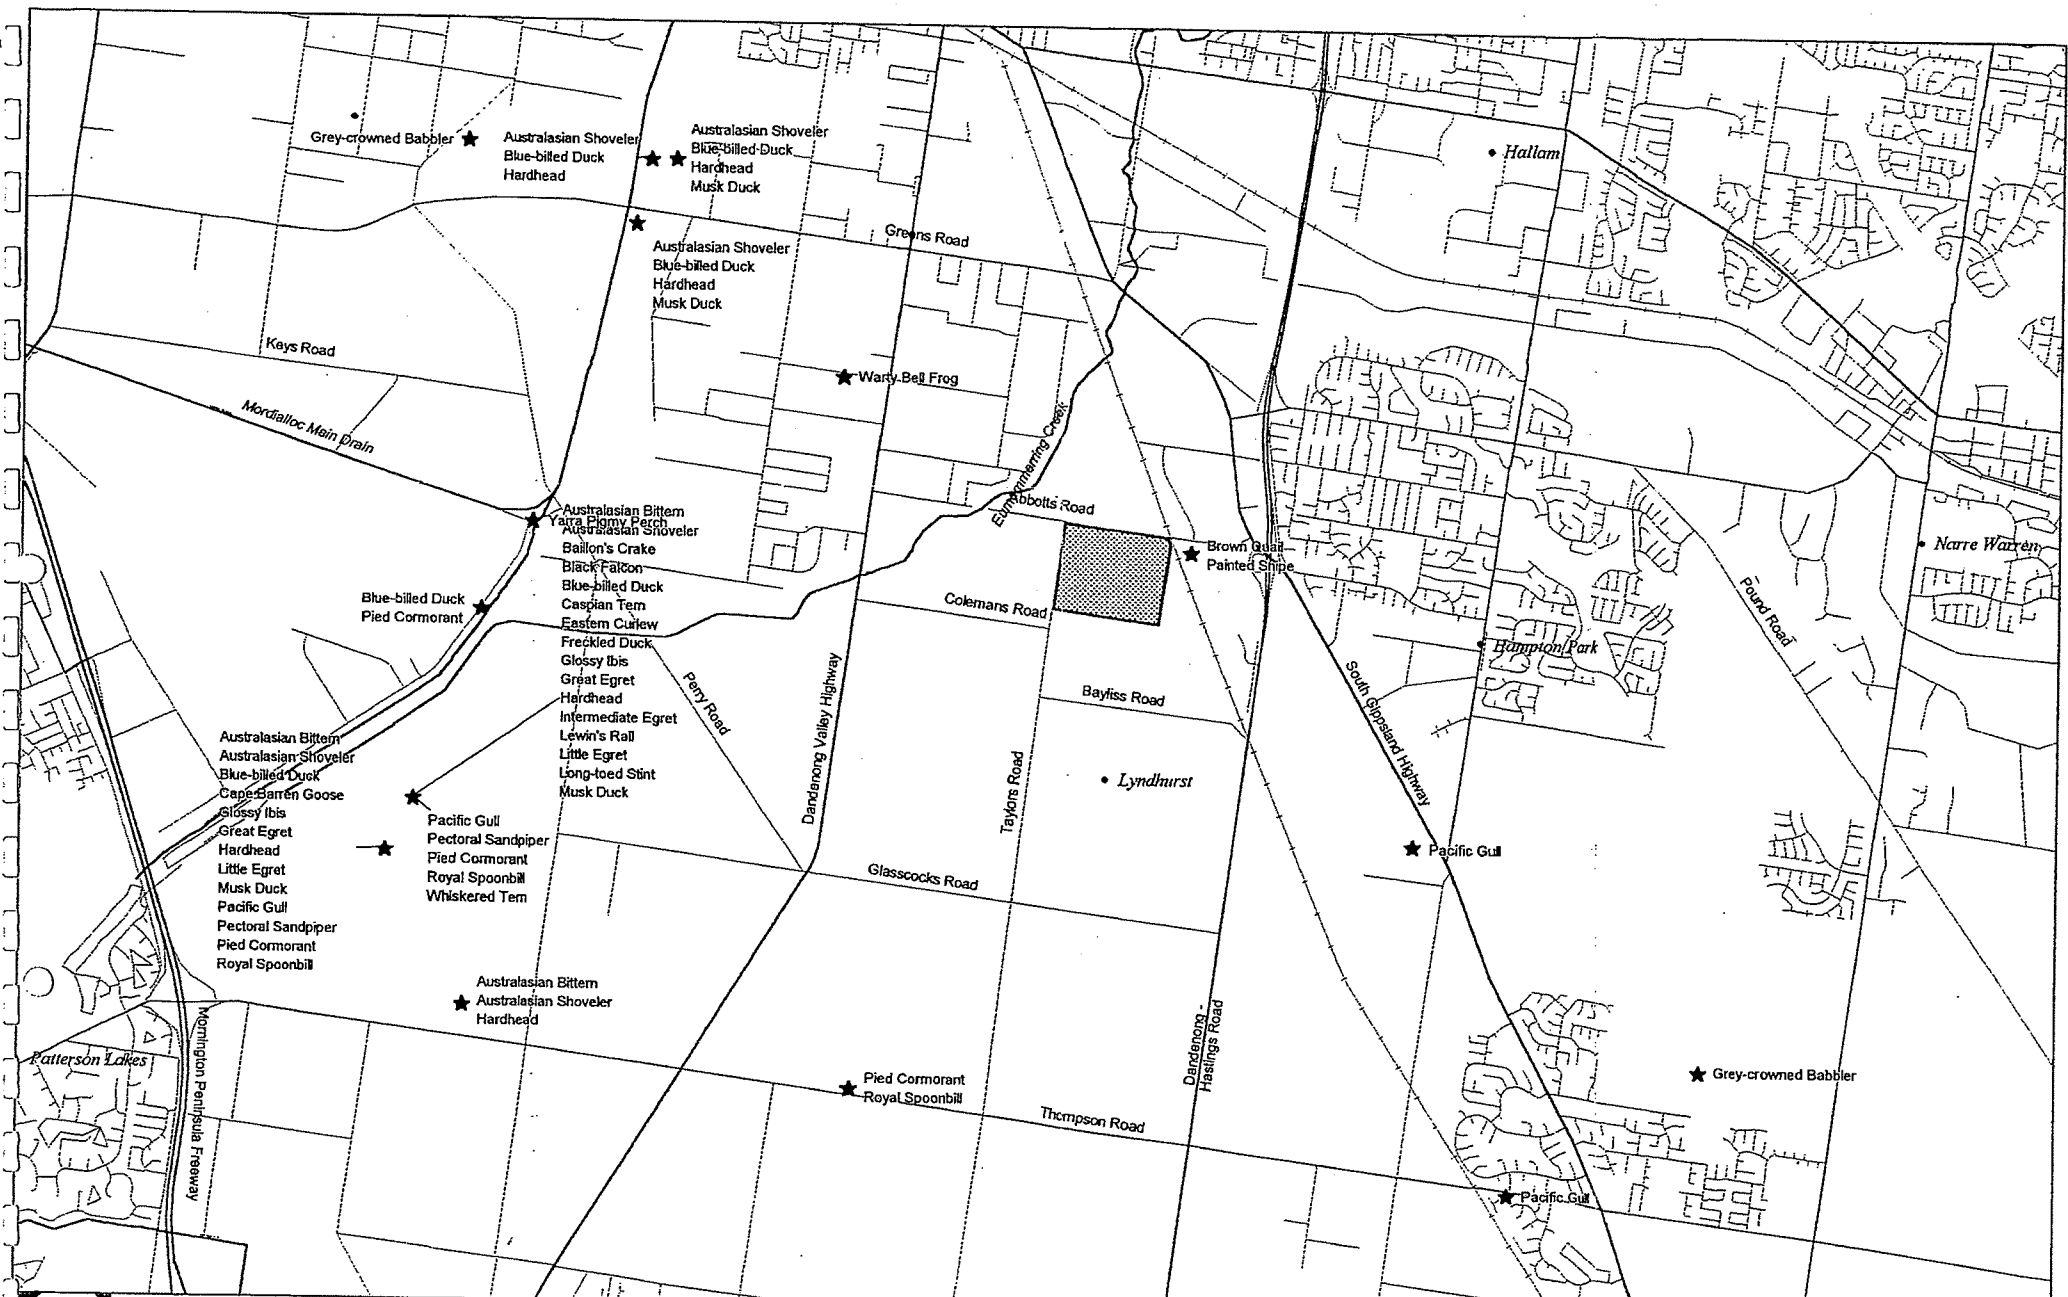 Grey-crowned Babbler
Australasian Shoveler
Blue-billed Duck
Hardhead
Australasian Shoveler
Blue-billed Duck
Hardhead
Musk Duck
Hallam
Greens Road
Australasian Shoveler
Blue-billed Duck
Hardhead
Musk Duck
Keys Road
Warty Bell Frog
Mordialloc Main Drain
Eumemmerring Creek
Abbotts Road
Australasian Bittern
Yarra Pigmy Perch
Australasian Shoveler
Baillon's Crake
Black Falcon
Blue-billed Duck
Caspian Tern
Eastern Curlew
Freckled Duck
Glossy Ibis
Great Egret
Hardhead
Intermediate Egret
Lewin's Rail
Little Egret
Long-toed Stint
Musk Duck
Brown Quail
Painted Snipe
Narre Warren
Blue-billed Duck
Pied Cormorant
Colemans Road
Pound Road
Hampton Park
Perry Road
Dandenong Valley Highway
Bayliss Road
South Gippsland Highway
Australasian Bittern
Australasian Shoveler
Blue-billed Duck
Cape Barren Goose
Glossy Ibis
Great Egret
Hardhead
Little Egret
Musk Duck
Pacific Gull
Pectoral Sandpiper
Pied Cormorant
Royal Spoonbill
Taylors Road
Lyndhurst
Pacific Gull
Pectoral Sandpiper
Pied Cormorant
Royal Spoonbill
Whiskered Tern
Pacific Gull
Glasscocks Road
Australasian Bittern
Australasian Shoveler
Hardhead
Mornington Peninsula Freeway
Patterson Lakes
Dandenong -
Hastings Road
Pied Cormorant
Royal Spoonbill
Grey-crowned Babbler
Thompson Road
Pacific Gull